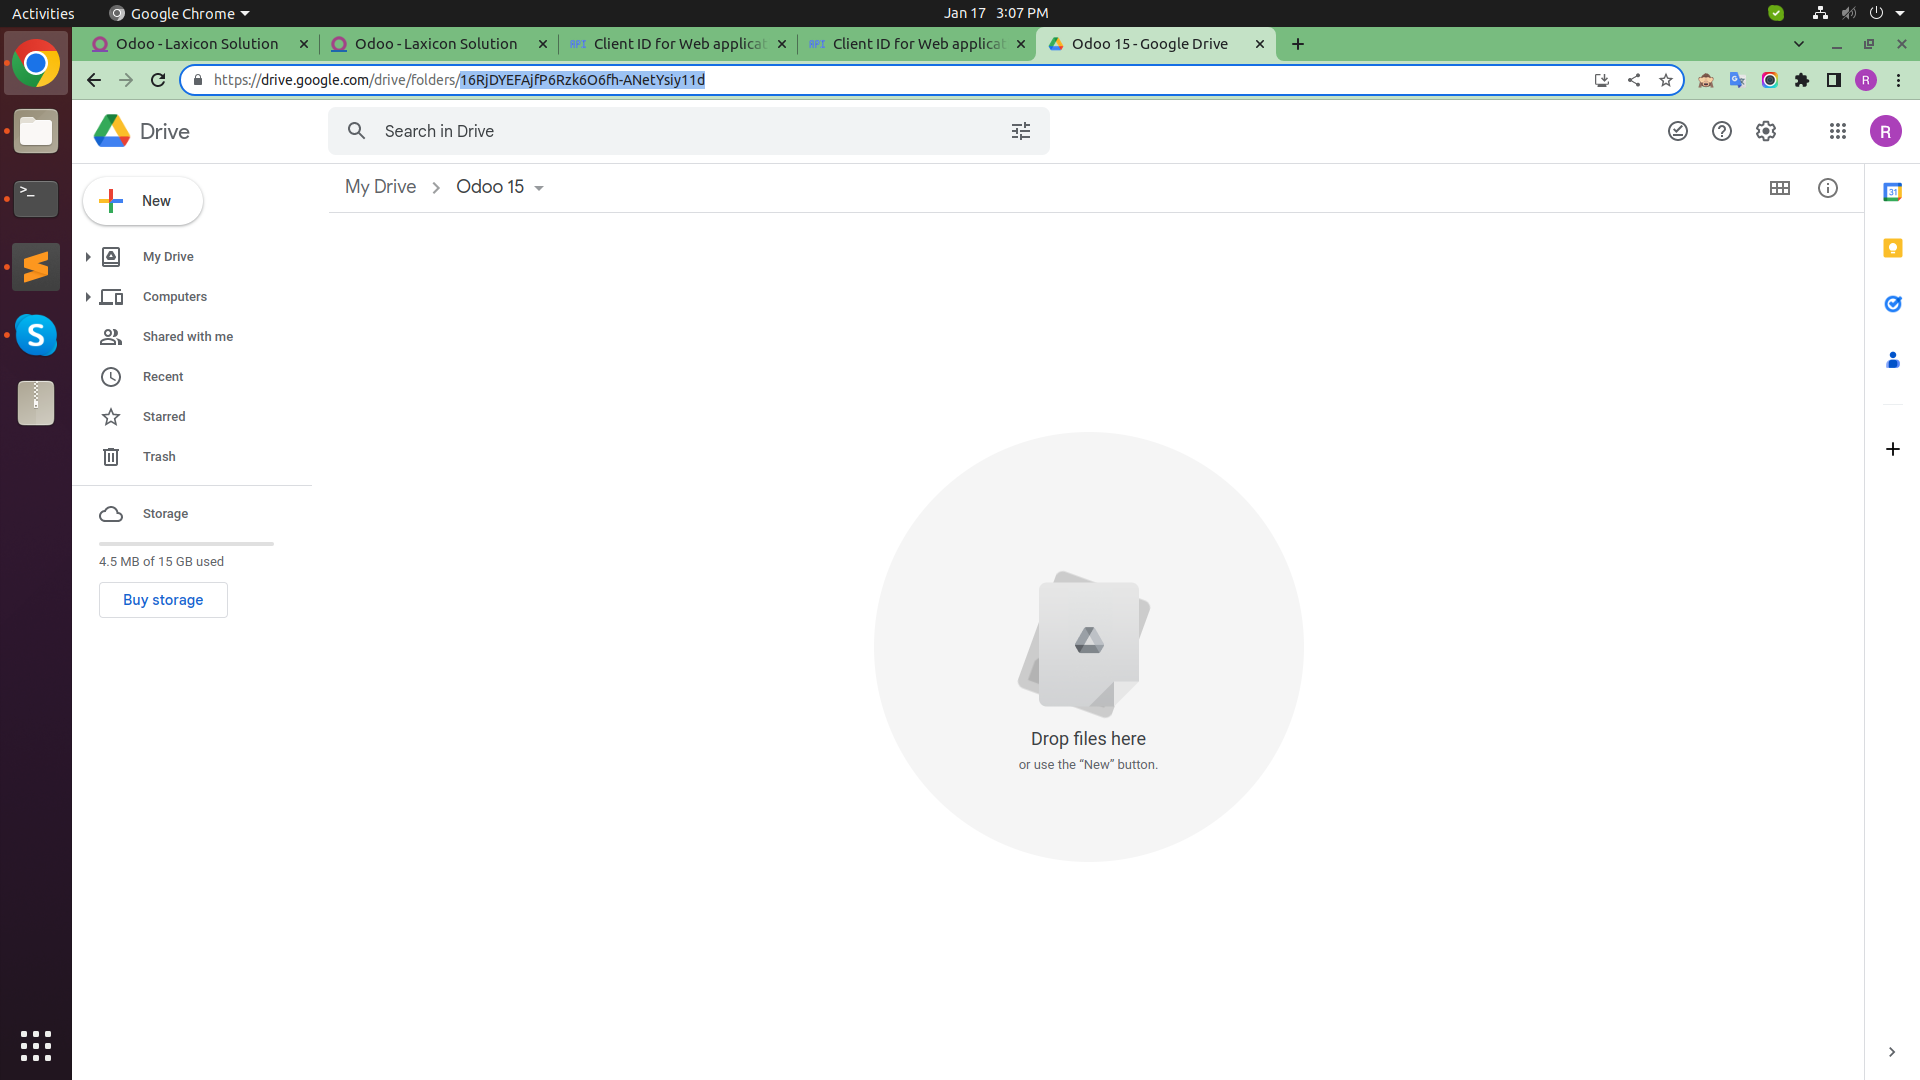 Activities Google Chrome Jan 17 3:07 PM
Odoo - Laxicon Solution Odoo - Laxicon Solution API Client ID for Web applicat API Client ID for Web applicat Odoo 15 - Google Drive
https://drive.google.com/drive/folders/16RjDYEFAjfP6Rzk6O6fh-ANetYsiy11d R
Drive Search in Drive R
New My Drive Odoo 15
31
My Drive
Computers
Shared with me
Recent
Starred
Trash
Storage
4.5 MB of 15 GB used
Buy storage
Drop files here
or use the “New” button.